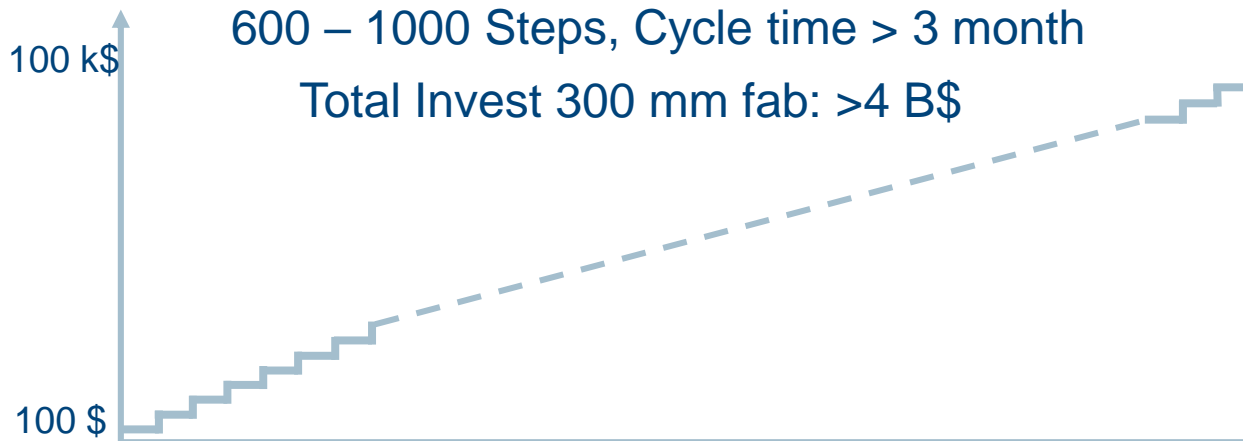 600 – 1000 Steps, Cycle time > 3 month
100 k$
Total Invest 300 mm fab: >4 B$
100 $